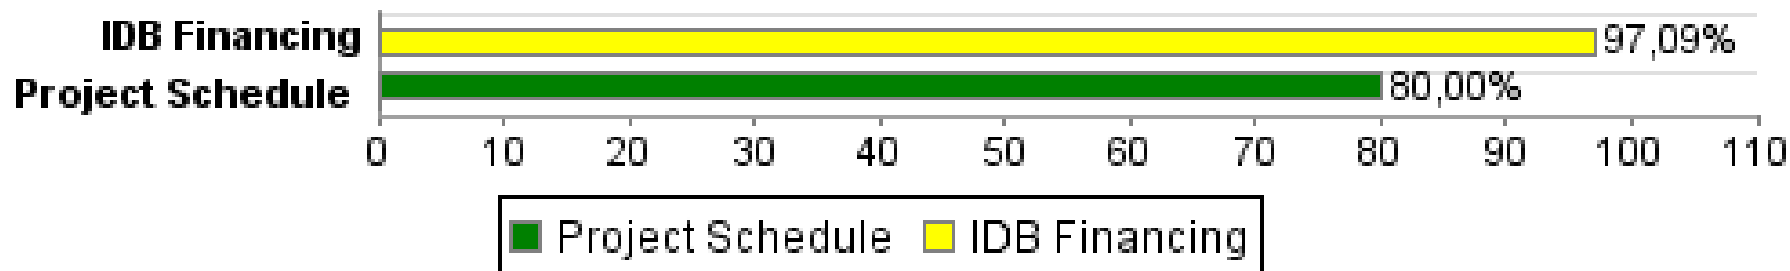 IDB Financing 97,09%
Project Schedule 80,00%
0 10 20 30 40 50 60 70 80 90 100 110
Project Schedule IDB Financing